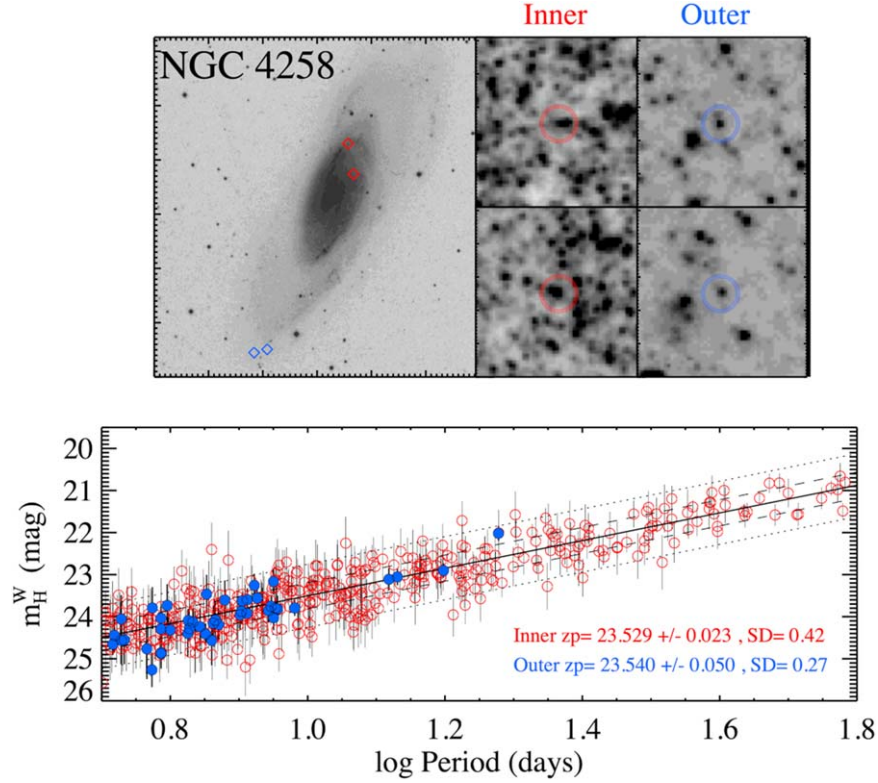 Inner Outer
NGC 4258
20
21
22
23
24
25
26
m_H^W (mag)
Inner zp= 23.529 +/- 0.023 , SD= 0.42
Outer zp= 23.540 +/- 0.050 , SD= 0.27
0.8 1.0 1.2 1.4 1.6 1.8
log Period (days)